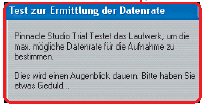 Test zur Ermittlung der Datenrate
Pinnacle Studio Trial Testet das Laufwerk, um die
max. mögliche Datenrate für die Aufnahme zu
bestimmen.
Dies wird einen Augenblick dauern. Bitte haben Sie
etwas Geduld...